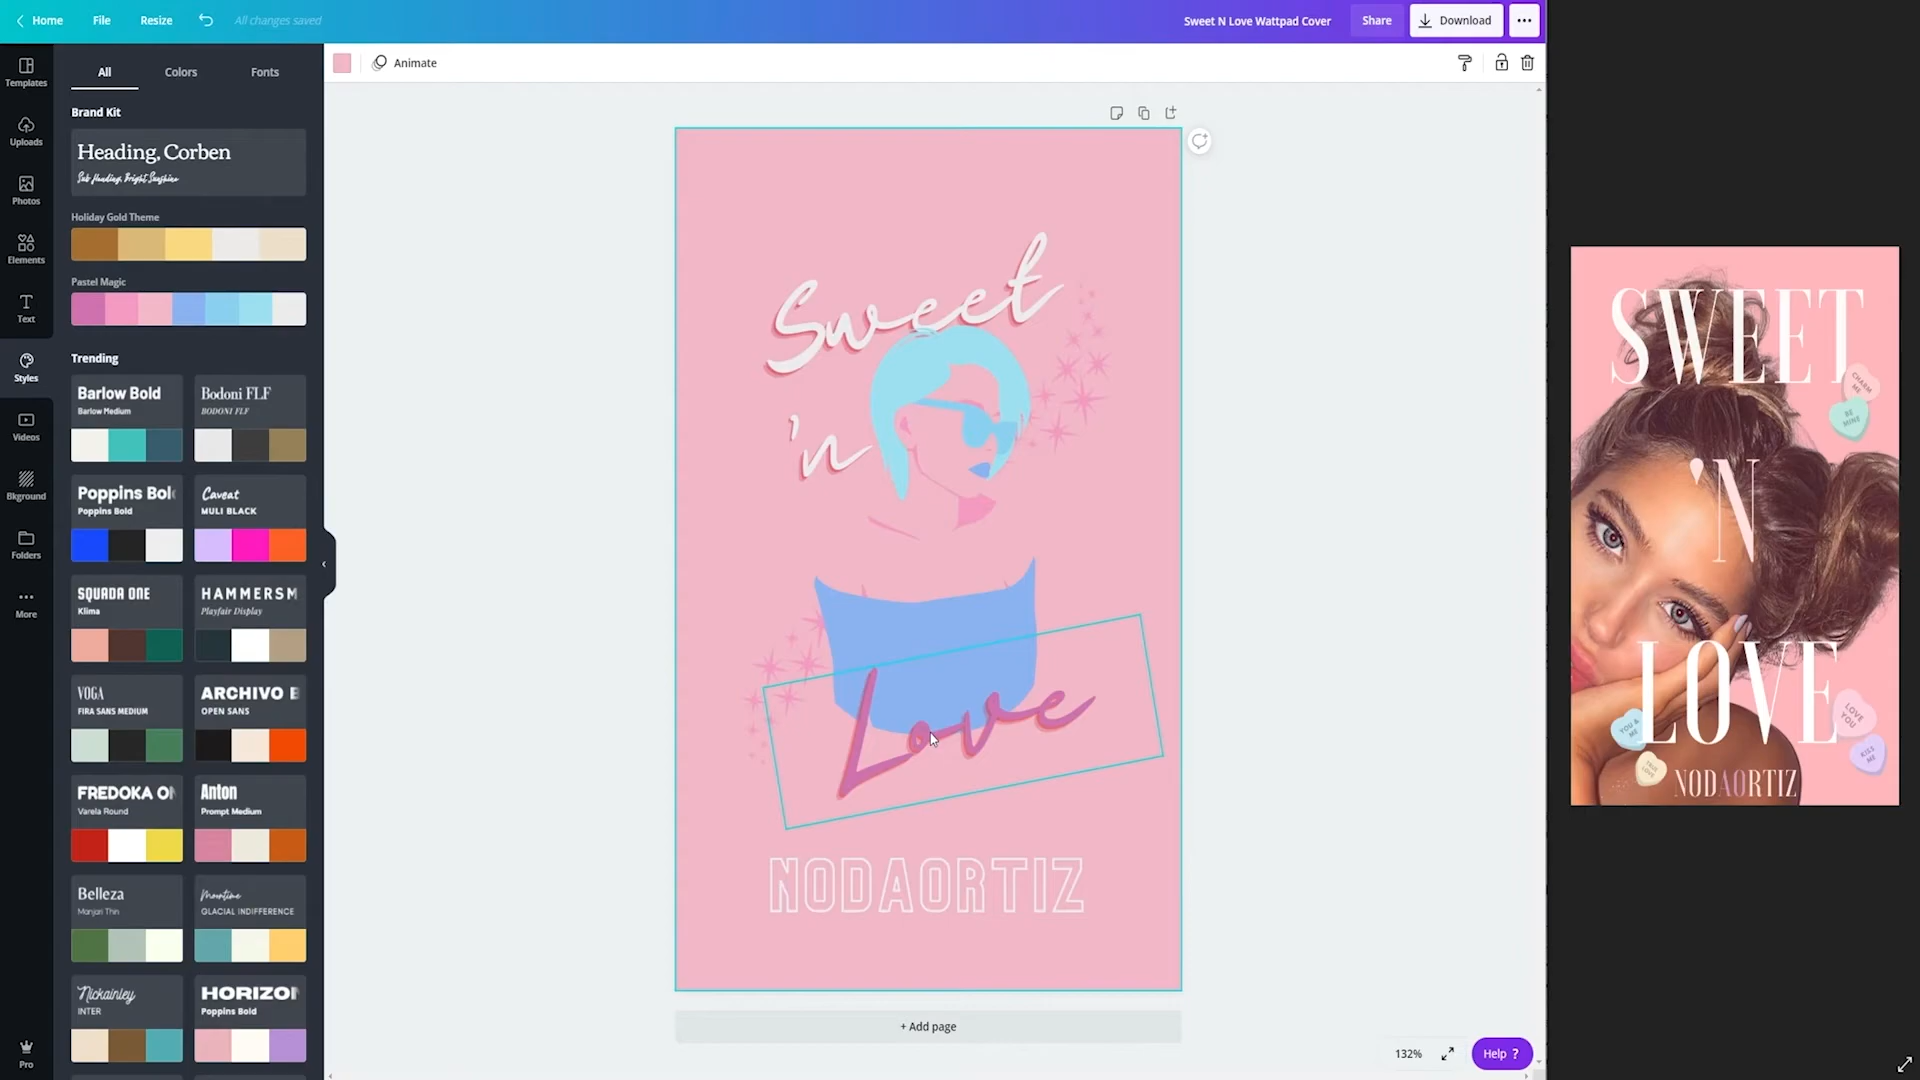 Home File Resize All changes saved Sweet N Love Wattpad Cover Share Download
Templates
Uploads
Photos
Elements
Text
Styles
Videos
Bkground
Folders
More
Pro
All Colors Fonts
Brand Kit
Heading, Corben
Sub Heading, Bright Sunshine
Holiday Gold Theme
Pastel Magic
Trending
Barlow Bold
Barlow Medium
Bodoni FLF
BODONI FLF
Poppins Bol
Poppins Bold
Caveat
MULI BLACK
SQUADA ONE
Klima
HAMMERSM
Playfair Display
VOGA
FIRA SANS MEDIUM
ARCHIVO B
OPEN SANS
FREDOKA ON
Varela Round
Anton
Prompt Medium
Belleza
Manjari Thin
Montine
GLACIAL INDIFFERENCE
Nickainley
INTER
HORIZON
Poppins Bold
Animate
Sweet
'n
Love
NODAORTIZ
+ Add page
132%
Help ?
SWEET
CHARM
ME
BE
MINE
'N
LOVE
YOU &
ME
LOVE
YOU
KISS
ME
TRUE
LOVE
NODAORTIZ